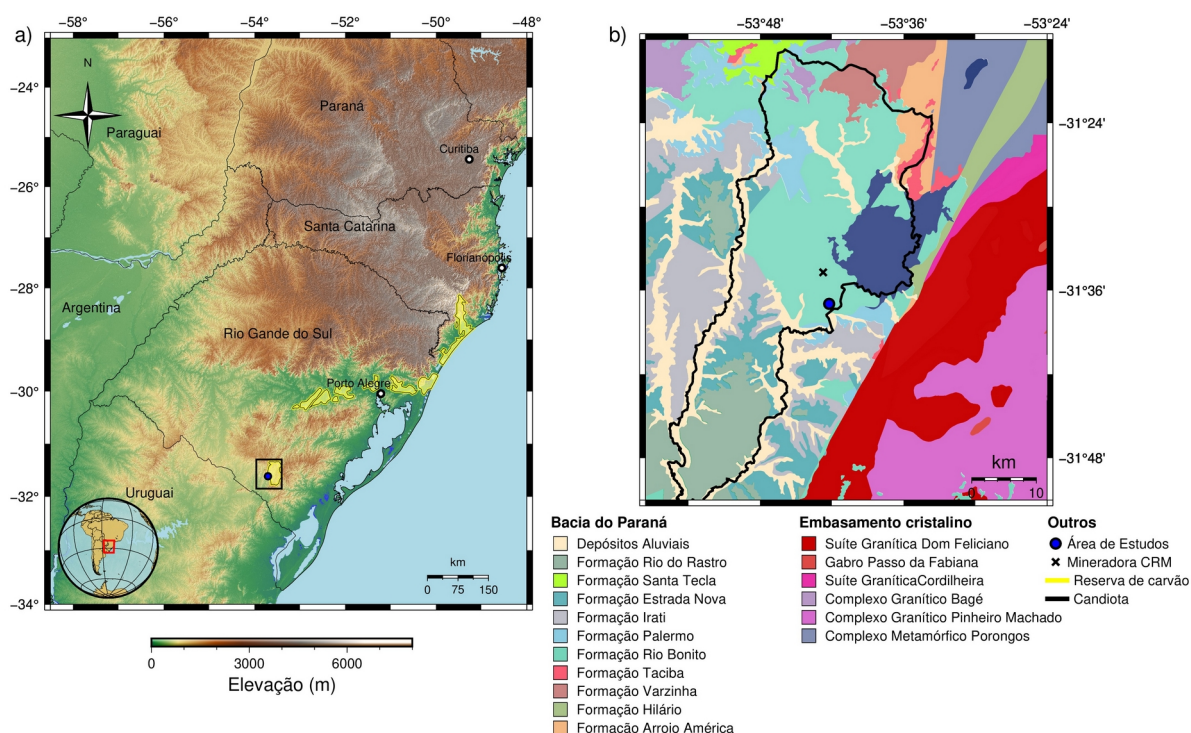 a)
−58° −56° −54° −52° −50° −48°
−24°
−26°
−28°
−30°
−32°
−34°
N
Paraguai
Paraná
Curitiba
Santa Catarina
Florianópolis
Argentina
Rio Gande do Sul
Porto Alegre
Uruguai
km
0 75 150
0 3000 6000
Elevação (m)
b)
−53°48' −53°36' −53°24'
−31°24'
−31°36'
−31°48'
km
0 10
Bacia do Paraná
Depósitos Aluviais
Formação Rio do Rastro
Formação Santa Tecla
Formação Estrada Nova
Formação Irati
Formação Palermo
Formação Rio Bonito
Formação Taciba
Formação Varzinha
Formação Hilário
Formação Arroio América
Embasamento cristalino
Suíte Granítica Dom Feliciano
Gabro Passo da Fabiana
Suíte GraníticaCordilheira
Complexo Granítico Bagé
Complexo Granítico Pinheiro Machado
Complexo Metamórfico Porongos
Outros
Área de Estudos
Mineradora CRM
Reserva de carvão
Candiota